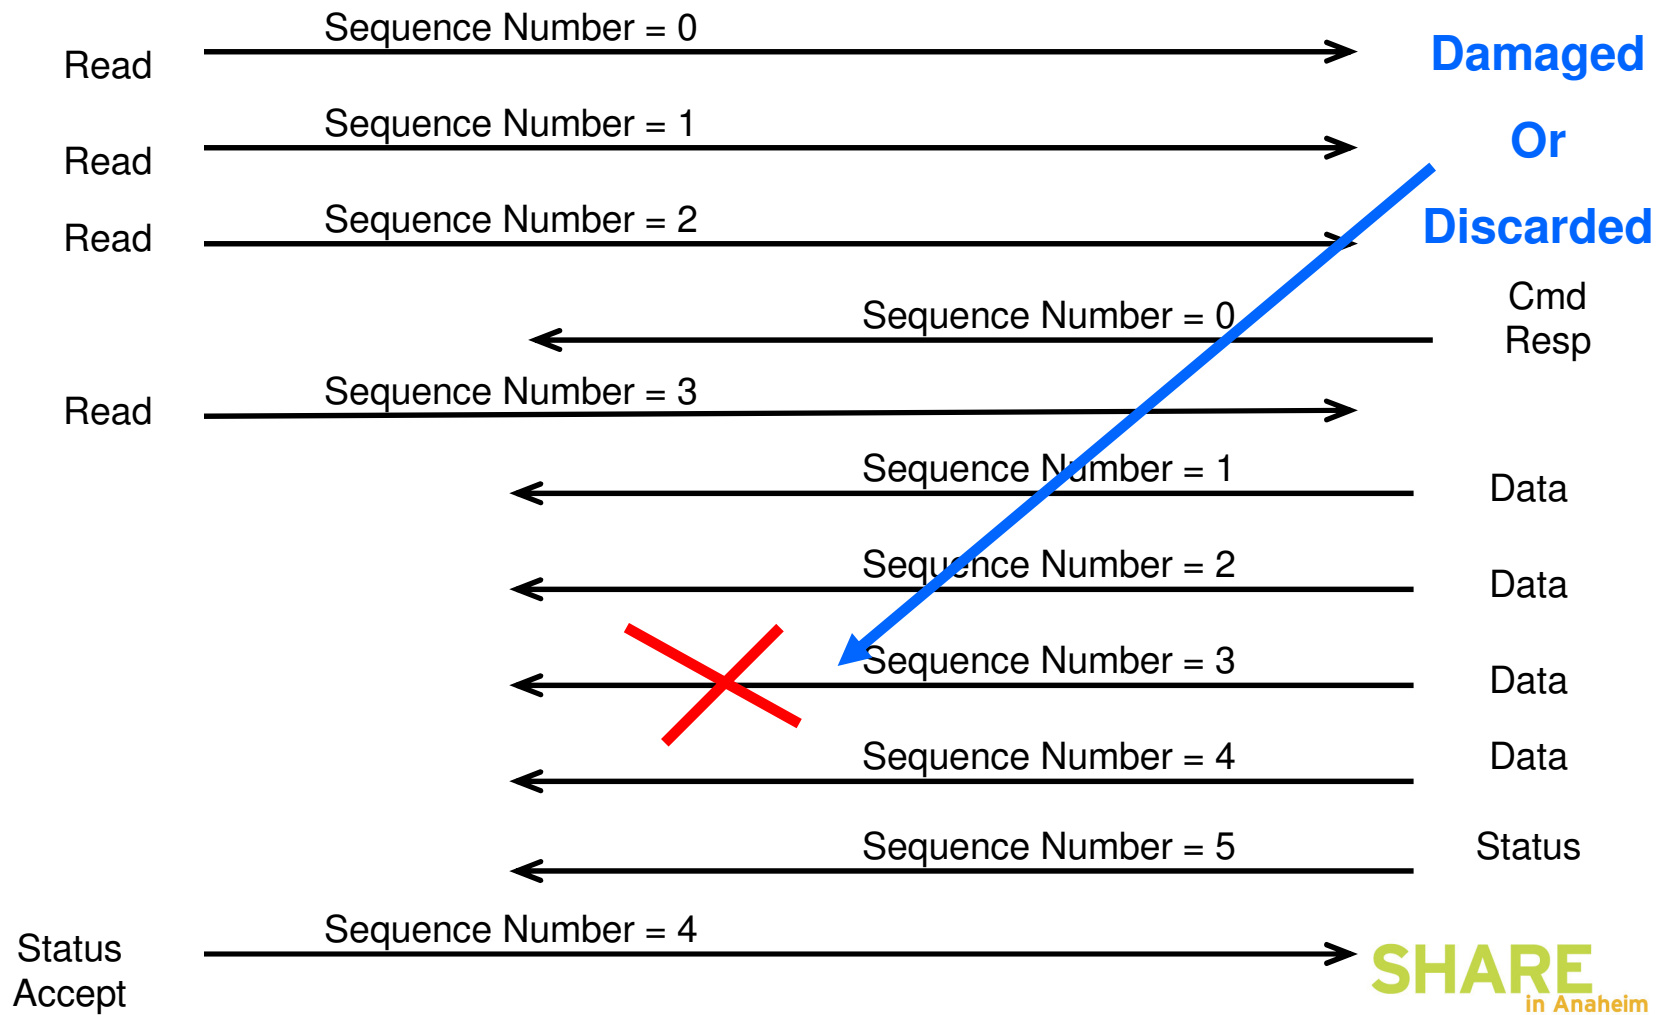 Sequence Number = 0
Read
Damaged
Sequence Number = 1
Read
Or
Sequence Number = 2
Read
Discarded
Sequence Number = 0
Cmd
Resp
Sequence Number = 3
Read
Sequence Number = 1
Data
Sequence Number = 2
Data
Sequence Number = 3
Data
Sequence Number = 4
Data
Sequence Number = 5
Status
Sequence Number = 4
Status
Accept
SHARE
in Anaheim